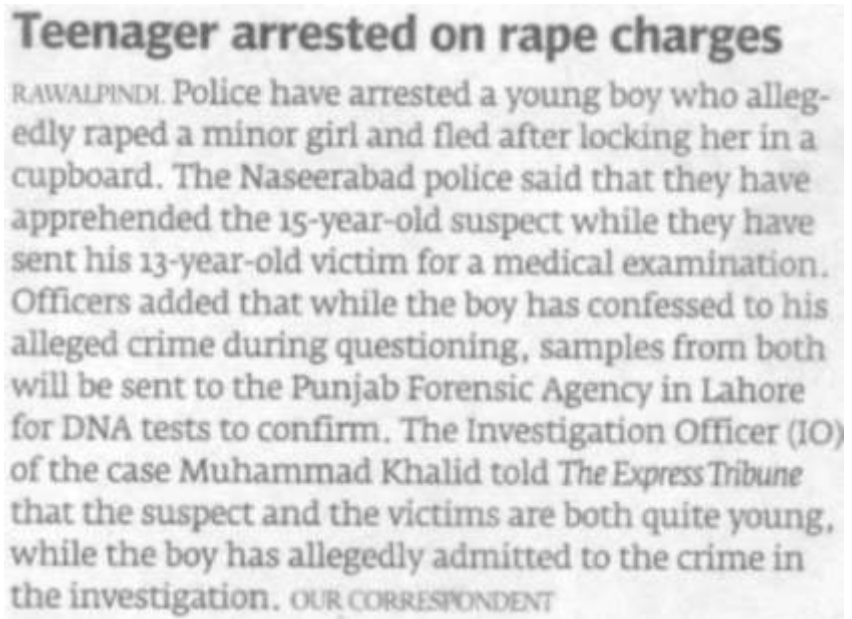 Teenager arrested on rape charges
RAWALPINDI. Police have arrested a young boy who alleg-
edly raped a minor girl and fled after locking her in a
cupboard. The Naseerabad police said that they have
apprehended the 15-year-old suspect while they have
sent his 13-year-old victim for a medical examination.
Officers added that while the boy has confessed to his
alleged crime during questioning, samples from both
will be sent to the Punjab Forensic Agency in Lahore
for DNA tests to confirm. The Investigation Officer (IO)
of the case Muhammad Khalid told The Express Tribune
that the suspect and the victims are both quite young,
while the boy has allegedly admitted to the crime in
the investigation. OUR CORRESPONDENT